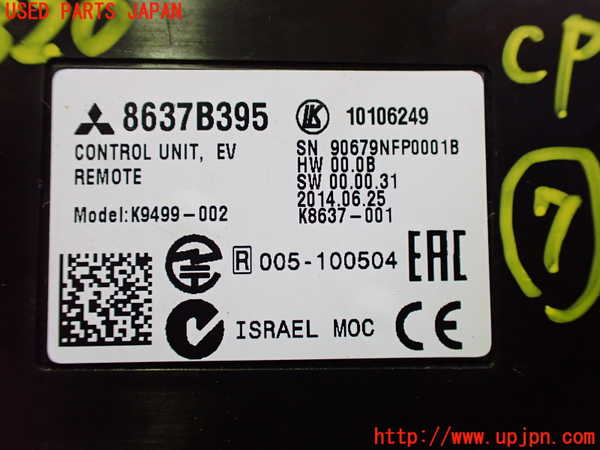 USED PARTS JAPAN
CP
7
8637B395
CONTROL UNIT, EV
REMOTE
Model:K9499-002
LK 10106249
SN 90679NFP0001B
HW 00.0B
SW 00.00.31
2014.06.25
K8637-001
R 005-100504 EAC
ISRAEL MOC CE
http://www.upjpn.com/